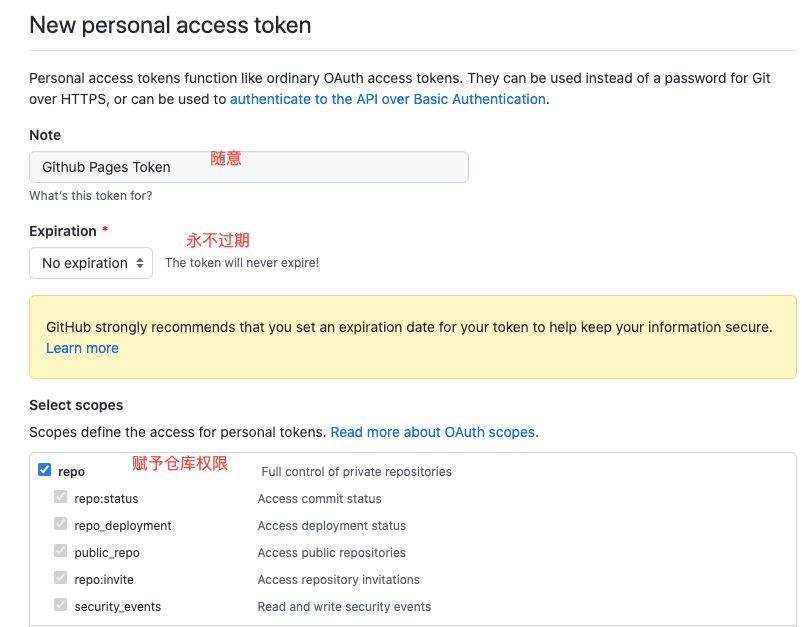 New personal access token
Personal access tokens function like ordinary OAuth access tokens. They can be used instead of a password for Git
over HTTPS, or can be used to authenticate to the API over Basic Authentication.
Note
Github Pages Token 随意
What's this token for?
Expiration *
永不过期
No expiration The token will never expire!
GitHub strongly recommends that you set an expiration date for your token to help keep your information secure.
Learn more
Select scopes
Scopes define the access for personal tokens. Read more about OAuth scopes.
repo 赋予仓库权限 Full control of private repositories
repo:status Access commit status
repo_deployment Access deployment status
public_repo Access public repositories
repo:invite Access repository invitations
security_events Read and write security events